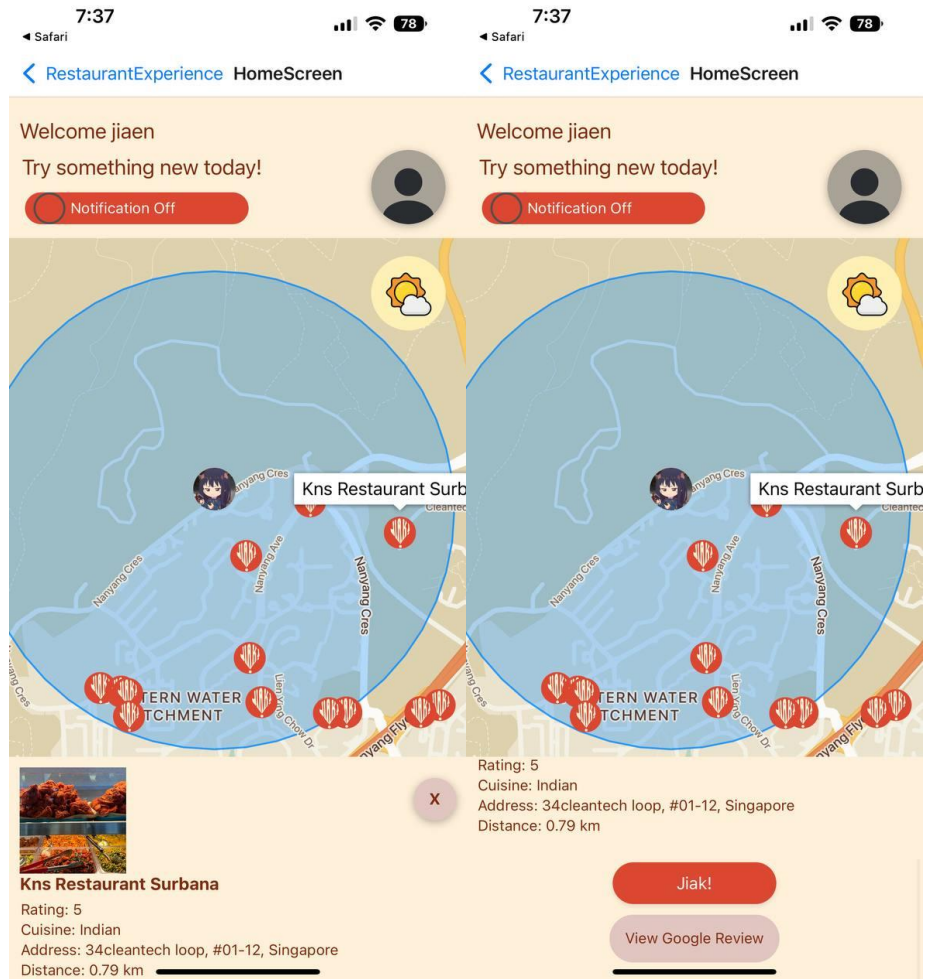 7:37
78
◀ Safari
RestaurantExperience HomeScreen
Welcome jiaen
Try something new today!
Notification Off
Nanyang Cres
Kns Restaurant Surb
Cleantec
Nanyang Ave
Nanyang Cres
Nanyang Cres
Lien Ying Chow Dr
TERN WATER
TCHMENT
anyang Fly
X
Kns Restaurant Surbana
Rating: 5
Cuisine: Indian
Address: 34cleantech loop, #01-12, Singapore
Distance: 0.79 km
7:37
78
◀ Safari
RestaurantExperience HomeScreen
Welcome jiaen
Try something new today!
Notification Off
Nanyang Cres
Kns Restaurant Surb
Cleantec
Nanyang Ave
Nanyang Cres
Nanyang Cres
Lien Ying Chow Dr
TERN WATER
TCHMENT
anyang Fly
Rating: 5
Cuisine: Indian
Address: 34cleantech loop, #01-12, Singapore
Distance: 0.79 km
Jiak!
View Google Review